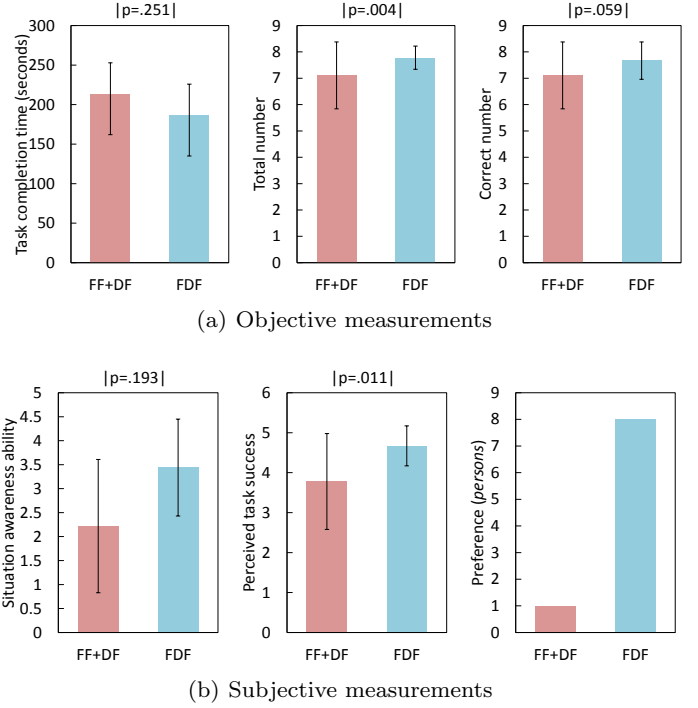 |p=.251|
Task completion time (seconds)
300
250
200
150
100
50
0
FF+DF FDF
|p=.004|
Total number
9
8
7
6
5
4
3
2
1
0
FF+DF FDF
|p=.059|
Correct number
9
8
7
6
5
4
3
2
1
0
FF+DF FDF
(a) Objective measurements
|p=.193|
Situation awareness ability
5
4.5
4
3.5
3
2.5
2
1.5
1
0.5
0
FF+DF FDF
|p=.011|
Perceived task success
6
5
4
3
2
1
0
FF+DF FDF
Preference (persons)
9
8
7
6
5
4
3
2
1
0
FF+DF FDF
(b) Subjective measurements